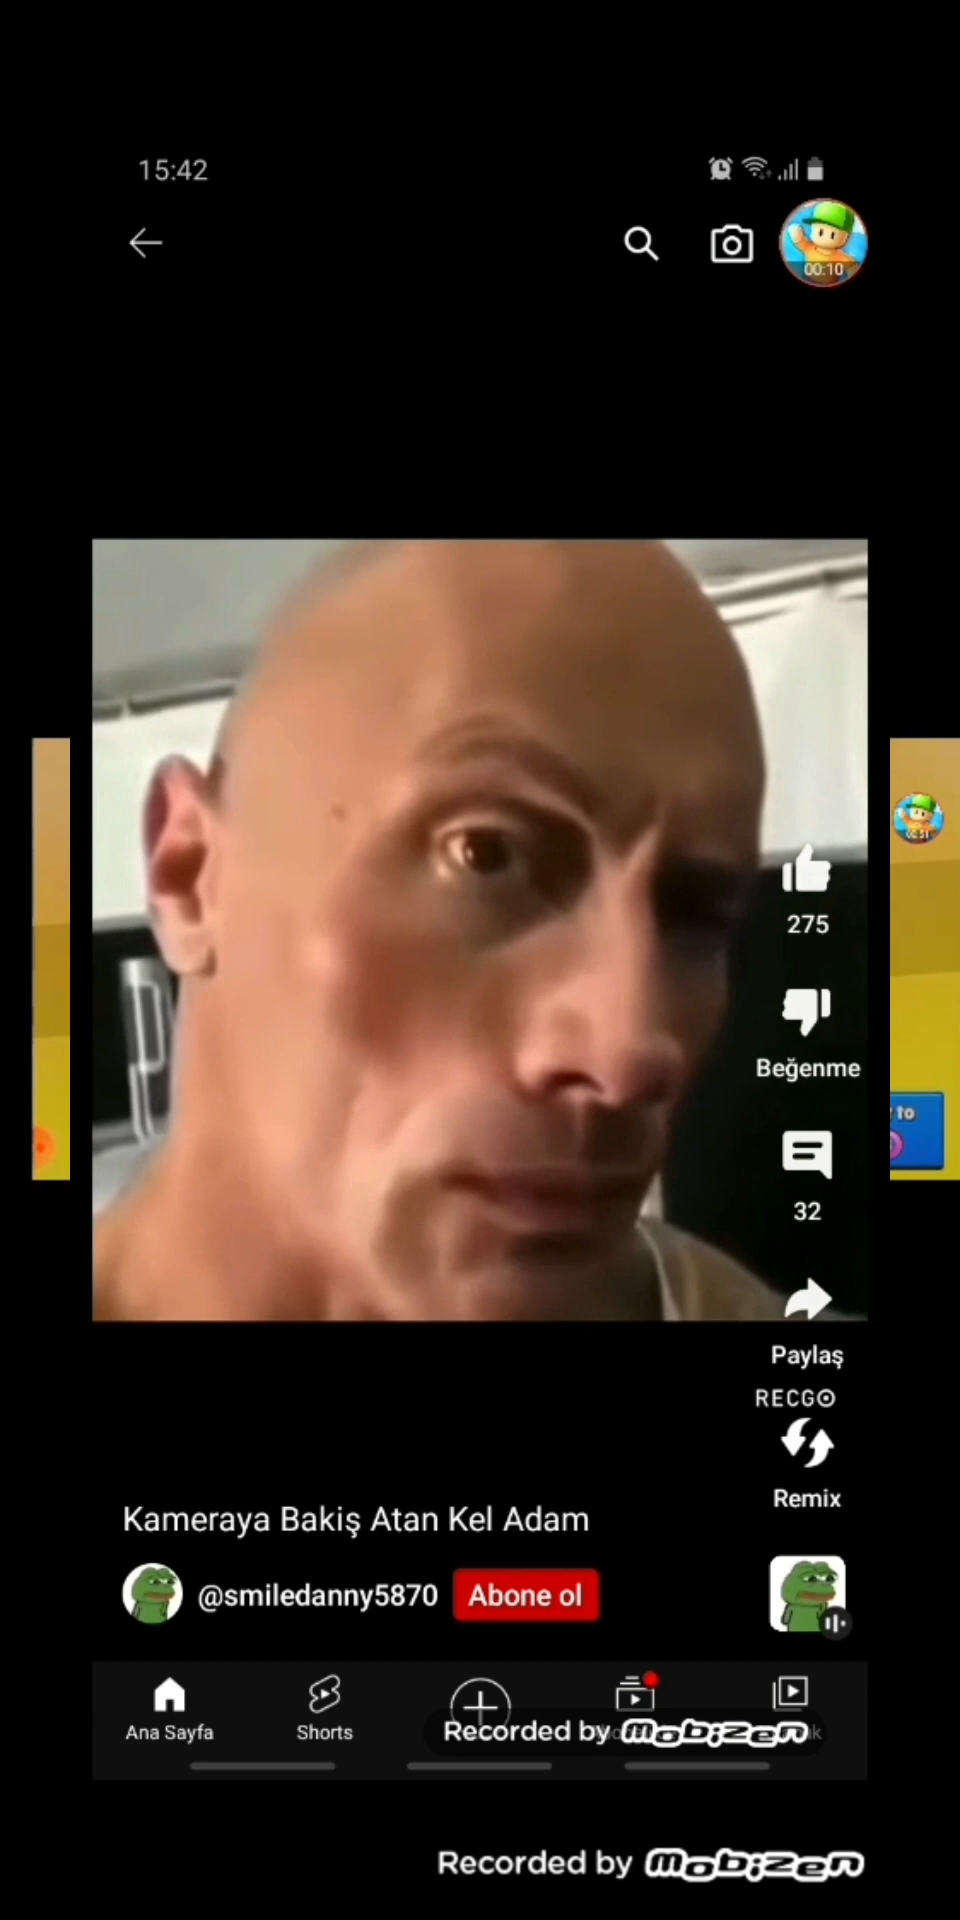 15:42
00:10
275
Beğenme
to
32
Paylaş
RECGO
Remix
Kameraya Bakiş Atan Kel Adam
@smiledanny5870
Abone ol
Ana Sayfa
Shorts
Recorded by Mobizen
Recorded by Mobizen